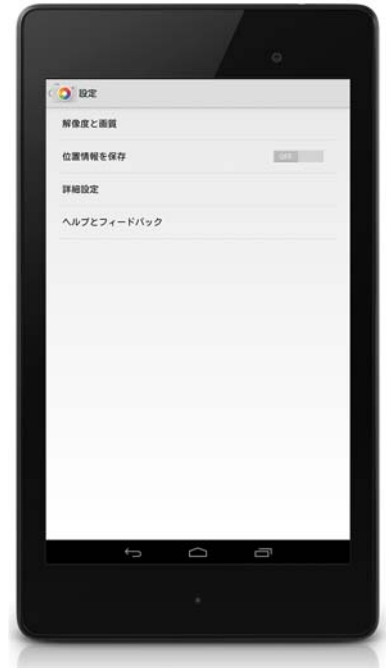 設定
解像度と画質
位置情報を保存
OFF
詳細設定
ヘルプとフィードバック